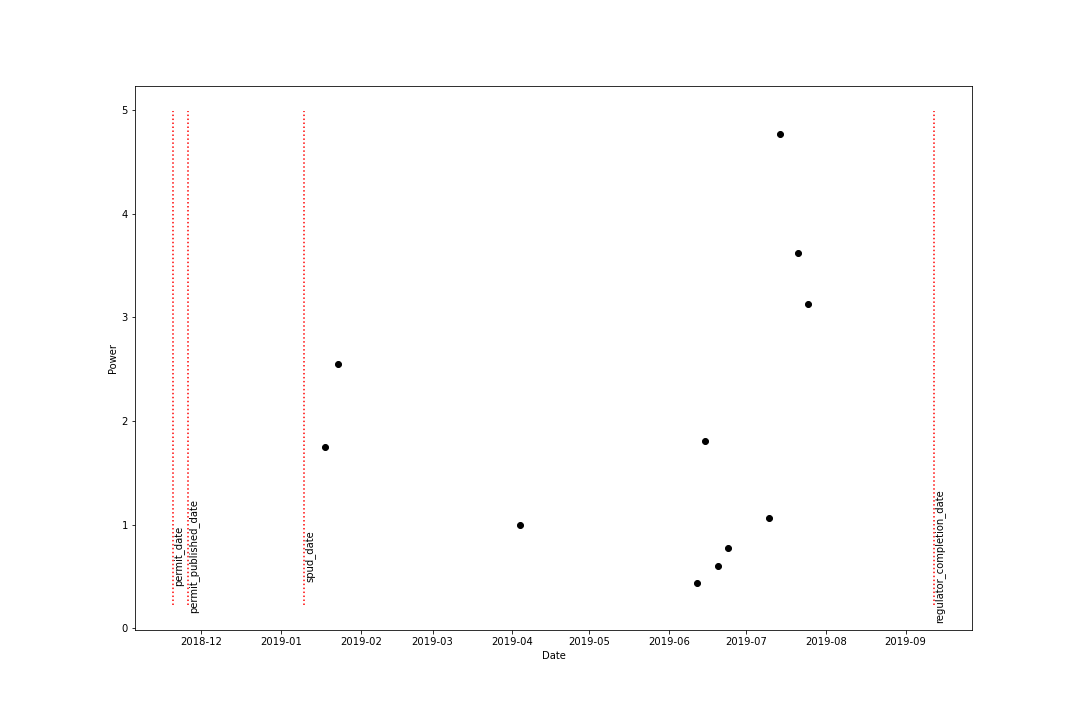 5
4
3
2
1
0
Power
permit_date
permit_published_date
spud_date
regulator_completion_date
2018-12
2019-01
2019-02
2019-03
2019-04
2019-05
2019-06
2019-07
2019-08
2019-09
Date